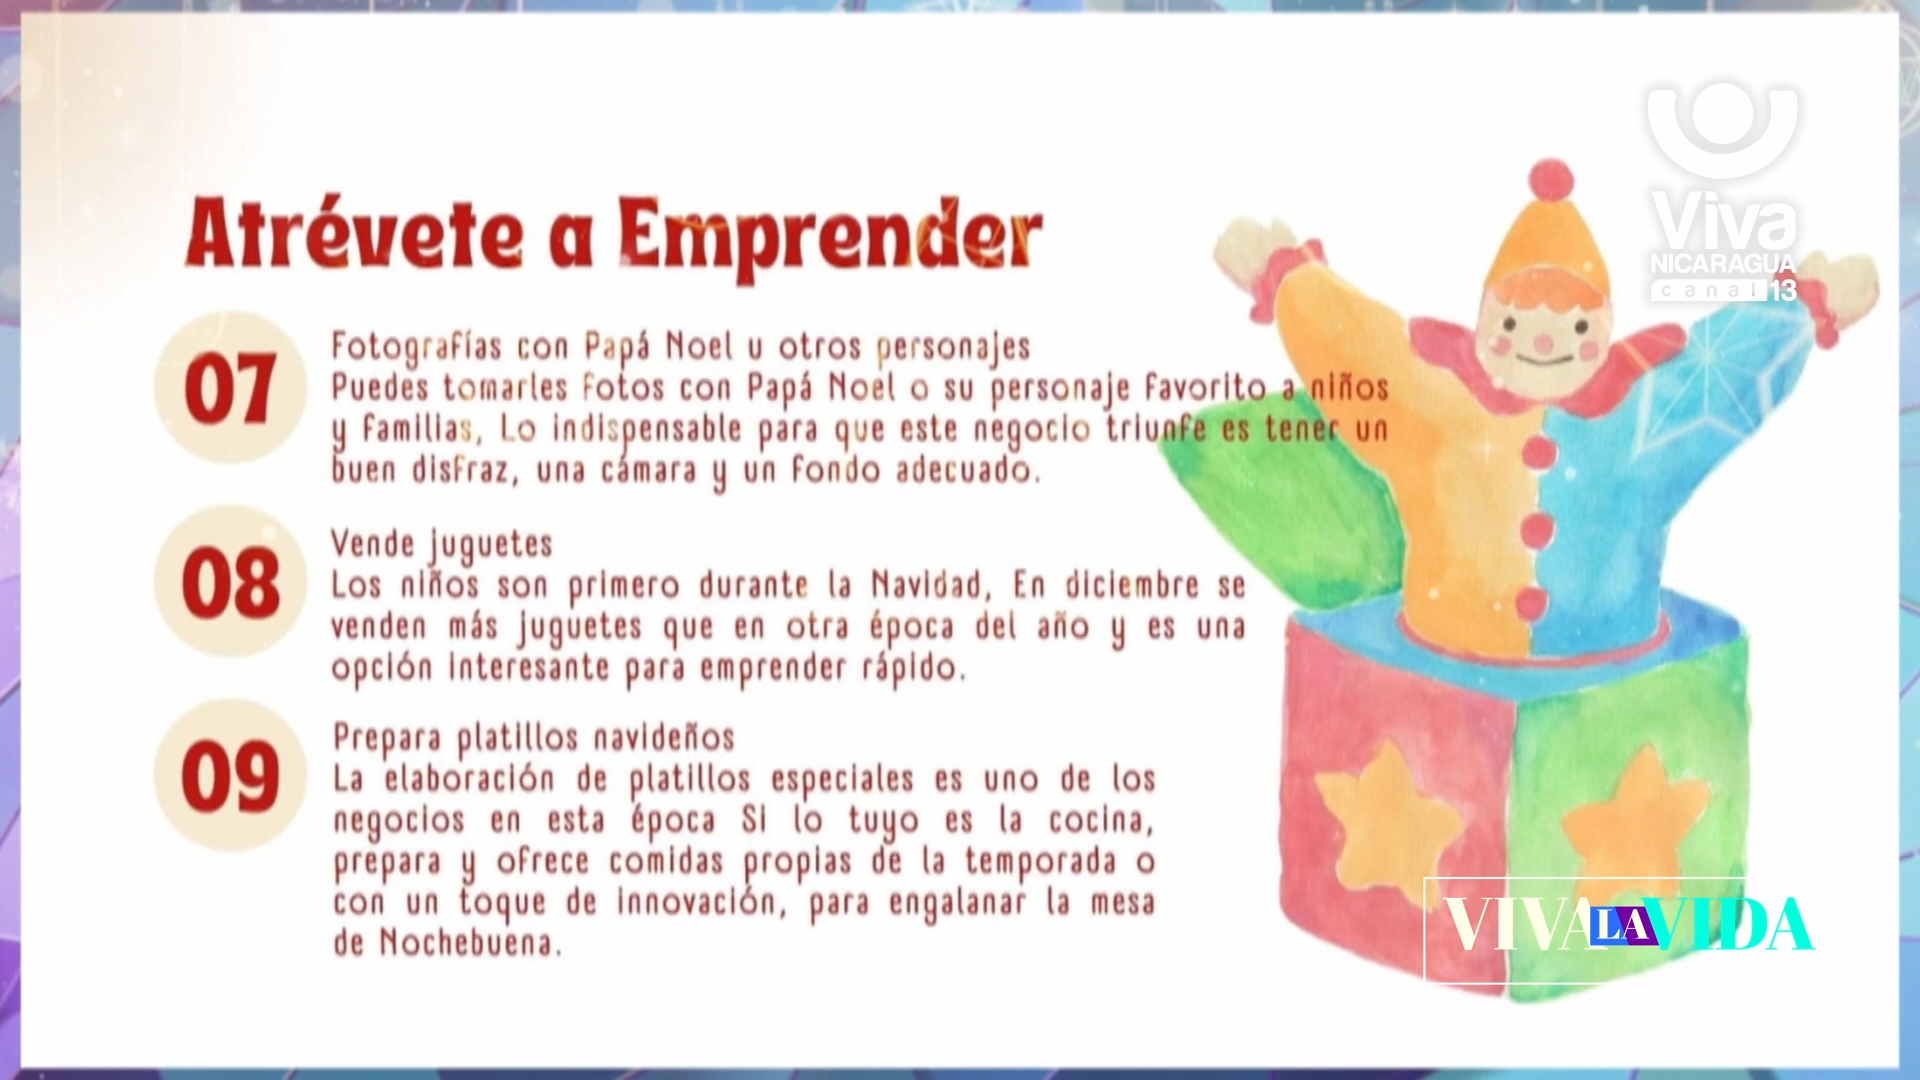 Viva
NICARAGUA
canal 13
Atrévete a Emprender
07
Fotografías con Papá Noel u otros personajes
Puedes tomarles fotos con Papá Noel o su personaje favorito a niños
y familias, Lo indispensable para que este negocio triunfe es tener un
buen disfraz, una cámara y un fondo adecuado.
08
Vende juguetes
Los niños son primero durante la Navidad, En diciembre se
venden más juguetes que en otra época del año y es una
opción interesante para emprender rápido.
09
Prepara platillos navideños
La elaboración de platillos especiales es uno de los
negocios en esta época Si lo tuyo es la cocina,
prepara y ofrece comidas propias de la temporada o
con un toque de innovación, para engalanar la mesa
de Nochebuena.
VIVA LA VIDA